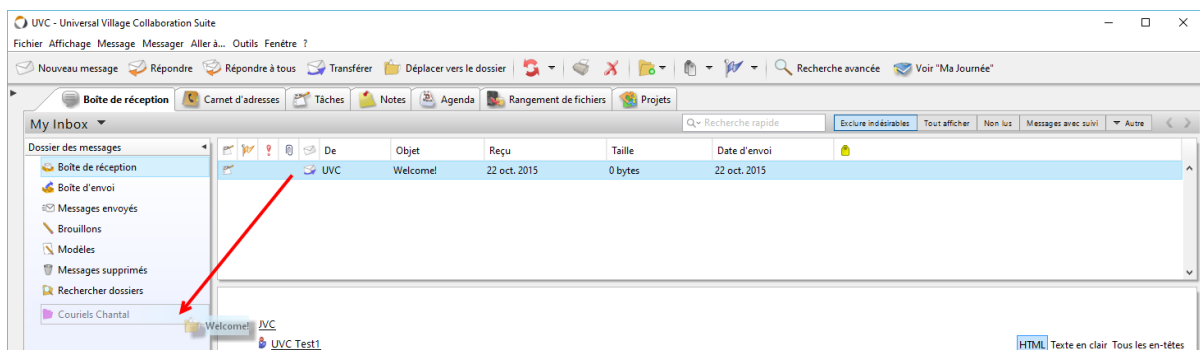 UVC - Universal Village Collaboration Suite
Fichier Affichage Message Messager Aller à... Outils Fenêtre ?
Nouveau message Répondre Répondre à tous Transférer Déplacer vers le dossier Recherche avancée Voir "Ma Journée"
Boîte de réception Carnet d'adresses Tâches Notes Agenda Rangement de fichiers Projets
My Inbox Recherche rapide Exclure indésirables Tout afficher Non lus Messages avec suivi Autre
Dossier des messages De Objet Reçu Taille Date d'envoi
Boîte de réception UVC Welcome! 22 oct. 2015 0 bytes 22 oct. 2015
Boîte d'envoi
Messages envoyés
Brouillons
Modèles
Messages supprimés
Rechercher dossiers
Couriels Chantal
Welcome! UVC
UVC Test1 HTML Texte en clair Tous les en-têtes